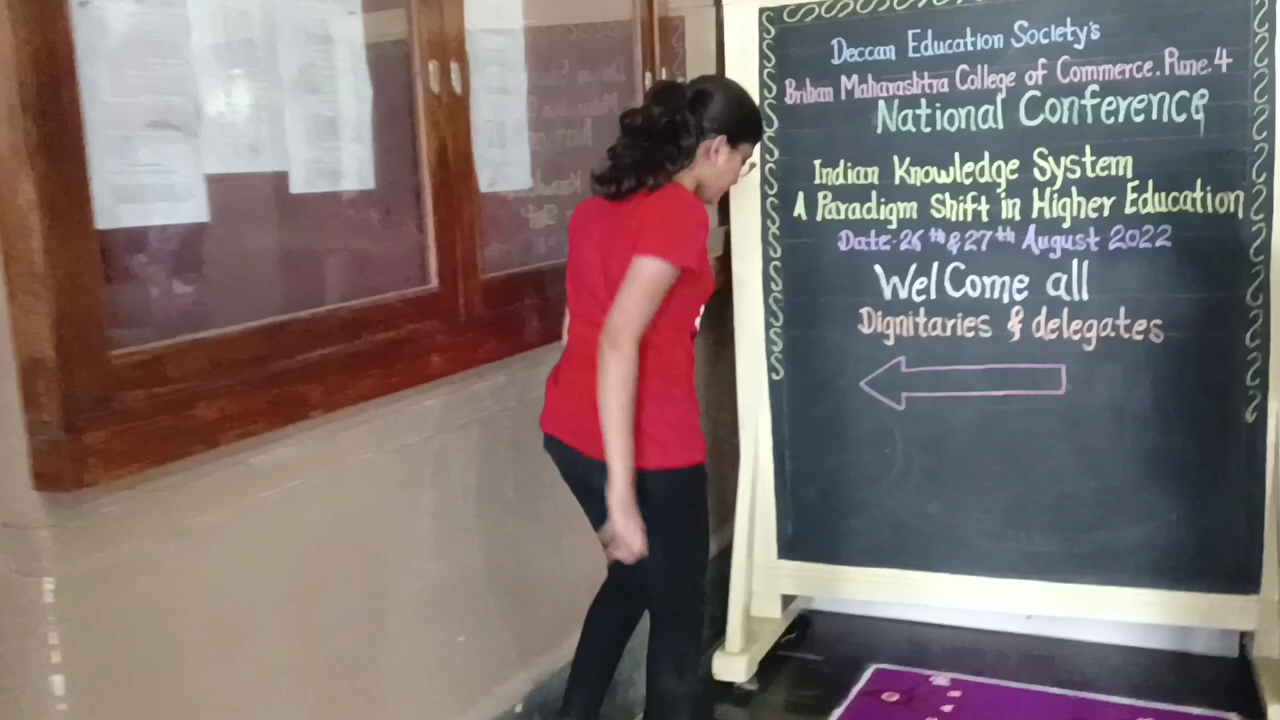 Deccan Education Society's
Brihan Maharashtra College of Commerce. Pune. 4
National Conference
Indian Knowledge System
A Paradigm Shift in Higher Education
Date-26th & 27th August 2022
Welcome all
Dignitaries & delegates